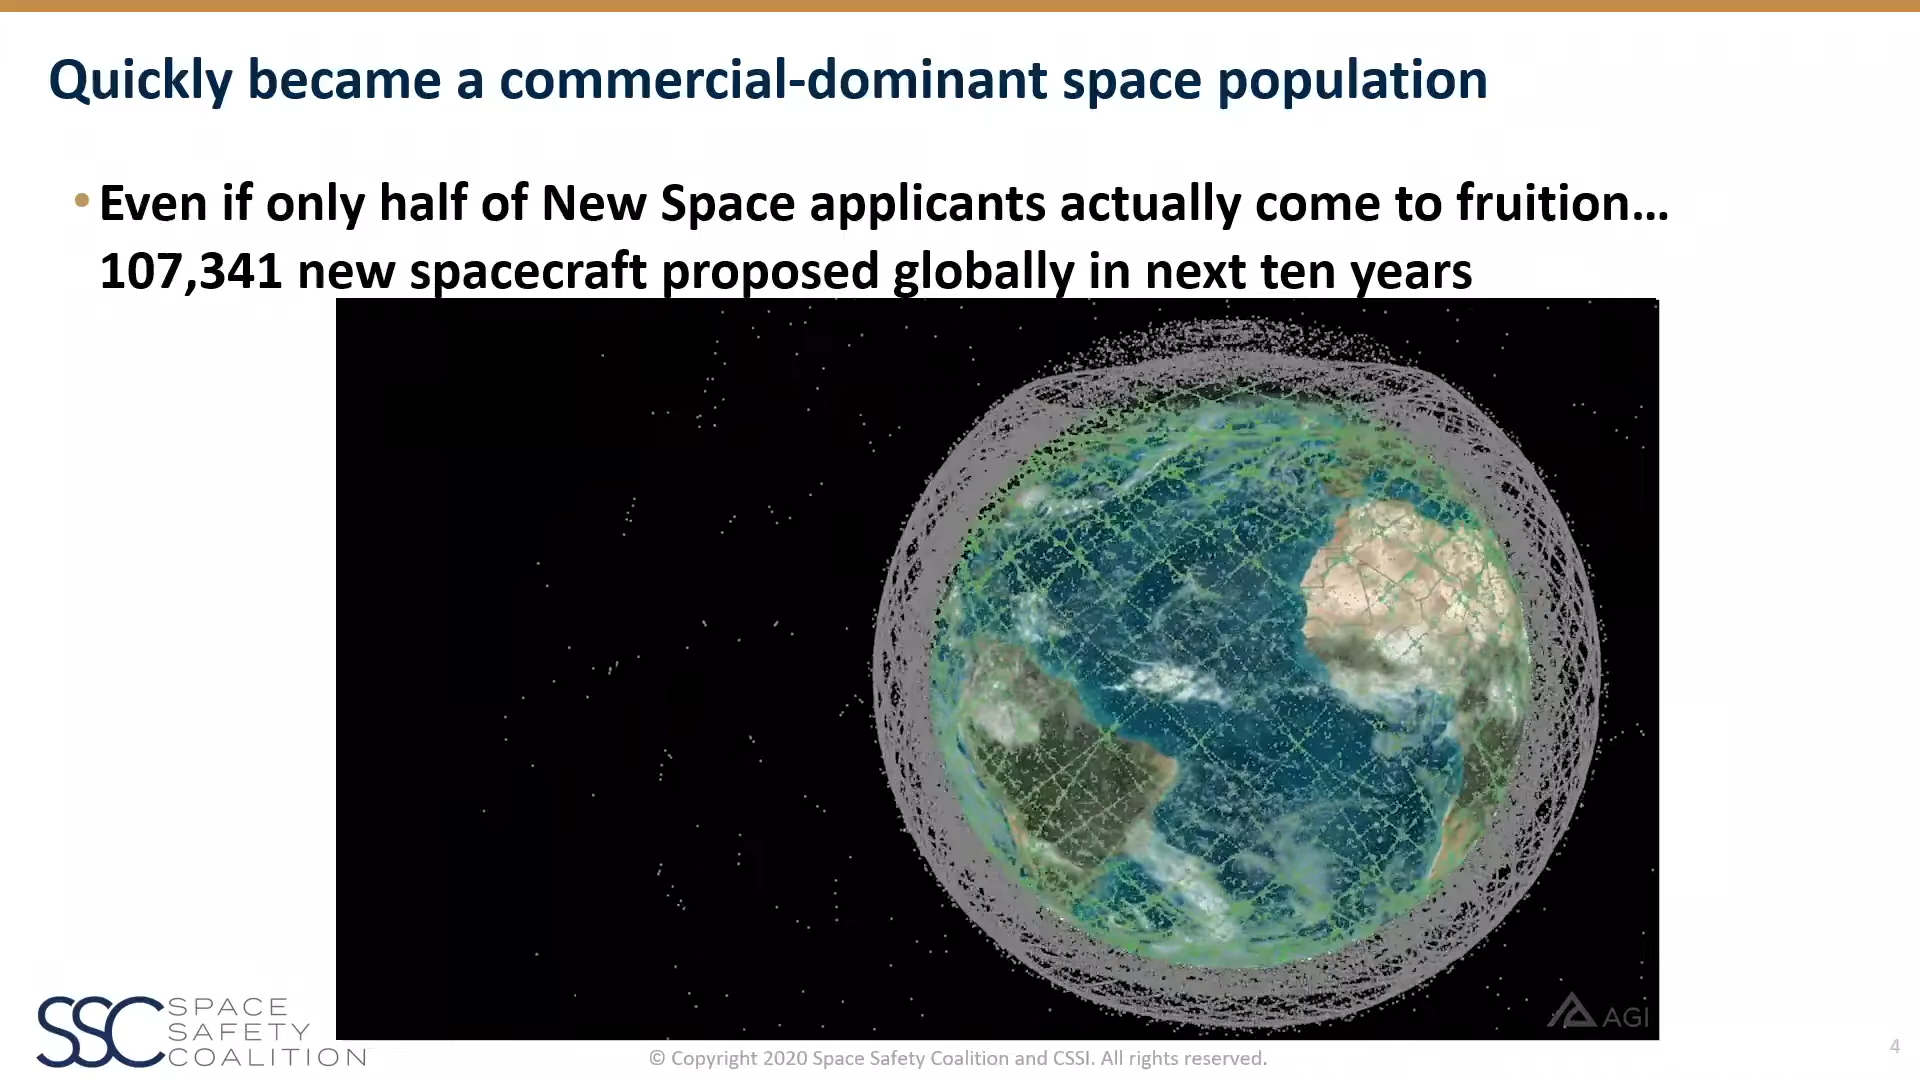 Quickly became a commercial-dominant space population
• Even if only half of New Space applicants actually come to fruition…
107,341 new spacecraft proposed globally in next ten years
AGI
SSC SPACE
SAFETY
COALITION
© Copyright 2020 Space Safety Coalition and CSSI. All rights reserved.
4